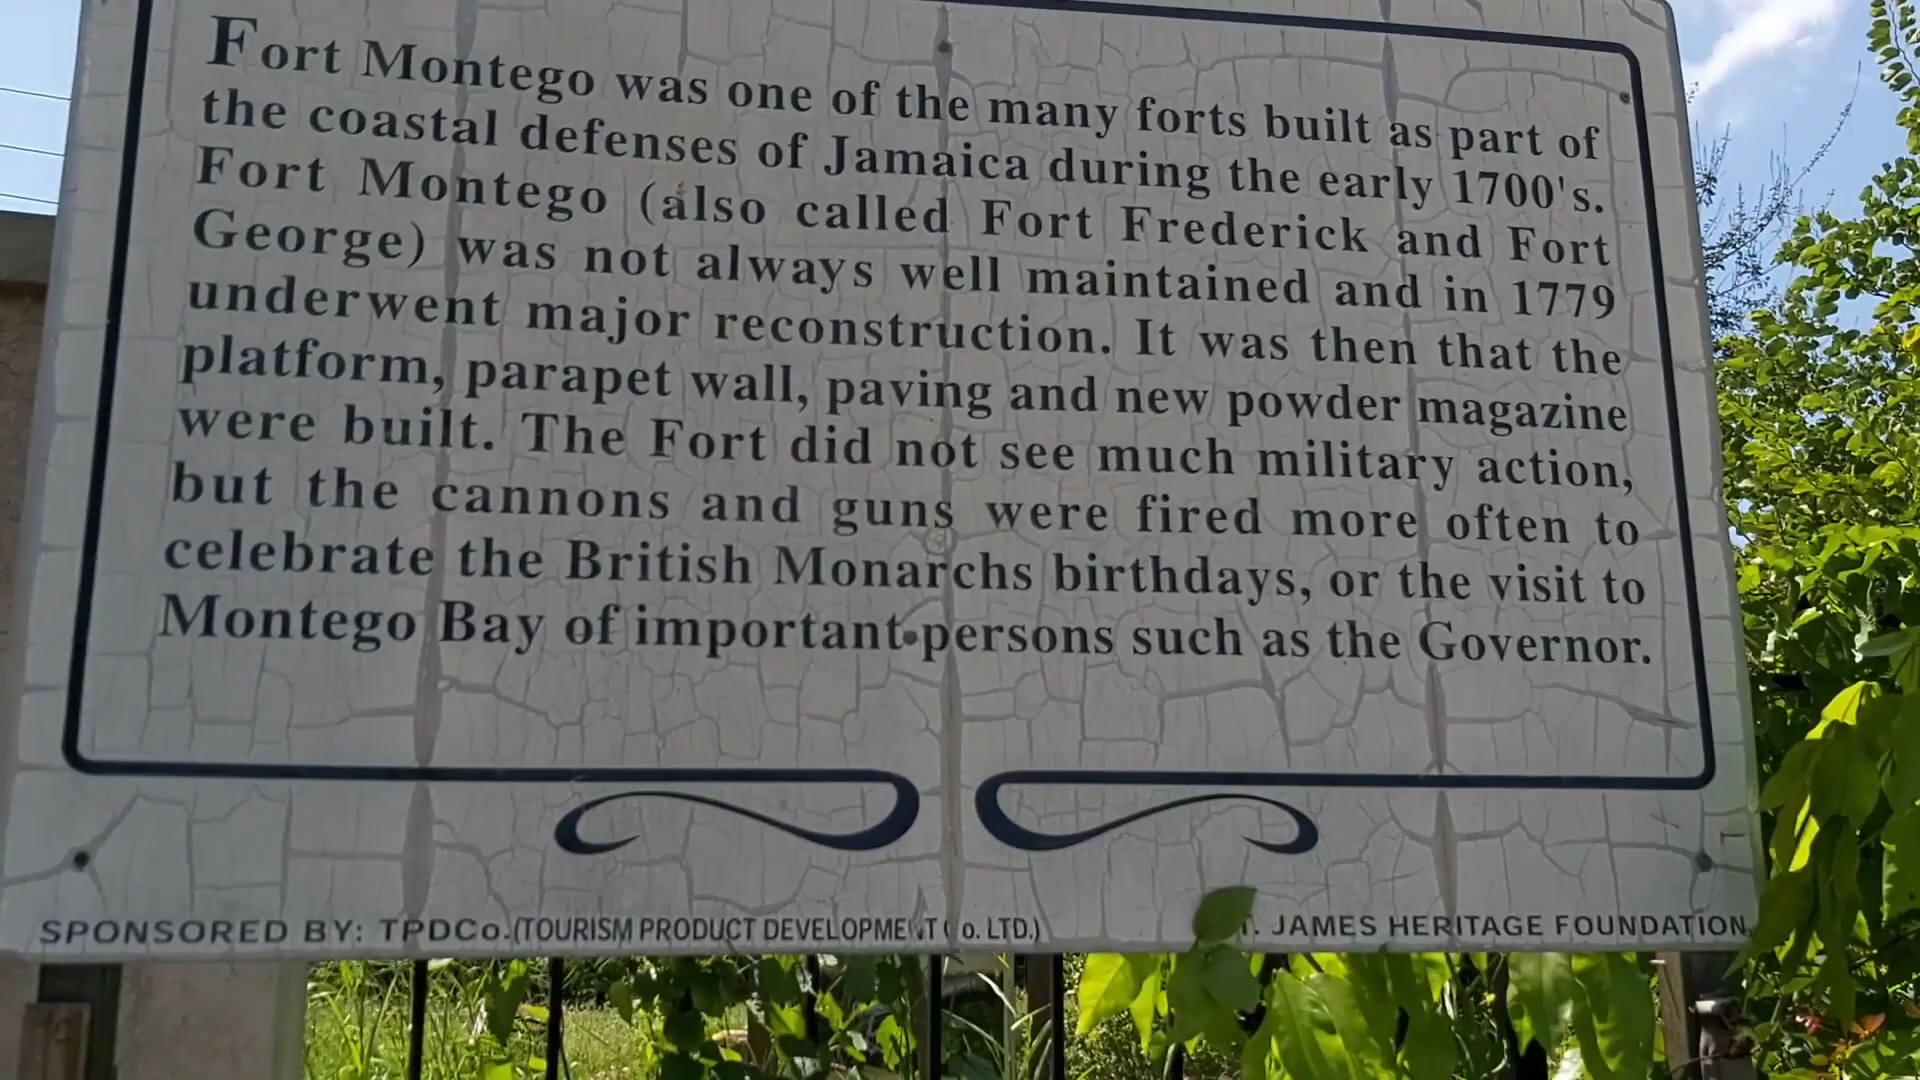 Fort Montego was one of the many forts built as part of
the coastal defenses of Jamaica during the early 1700's.
Fort Montego (also called Fort Frederick and Fort
George) was not always well maintained and in 1779
underwent major reconstruction. It was then that the
platform, parapet wall, paving and new powder magazine
were built. The Fort did not see much military action,
but the cannons and guns were fired more often to
celebrate the British Monarchs birthdays, or the visit to
Montego Bay of important persons such as the Governor.
SPONSORED BY: TPDCo.(TOURISM PRODUCT DEVELOPMENT Co. LTD.) JAMES HERITAGE FOUNDATION